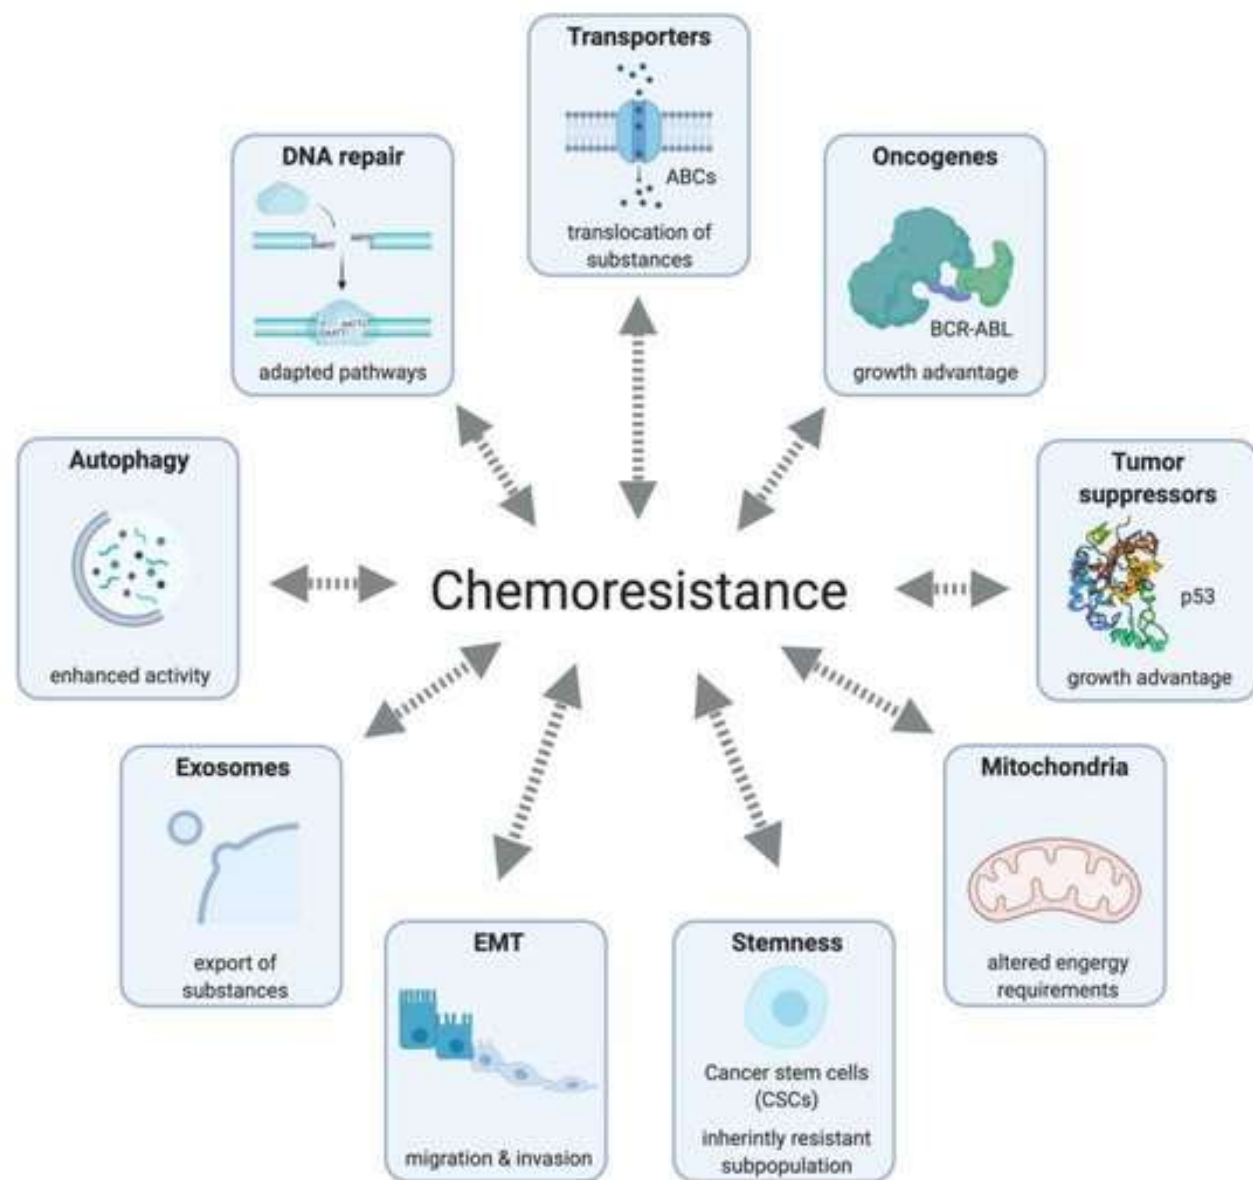 Transporters
ABCs
translocation of
substances
Oncogenes
BCR-ABL
growth advantage
Tumor
suppressors
p53
growth advantage
Mitochondria
altered engergy
requirements
Stemness
Cancer stem cells
(CSCs)
inherintly resistant
subpopulation
EMT
migration & invasion
Exosomes
export of
substances
Autophagy
enhanced activity
DNA repair
adapted pathways
Chemoresistance